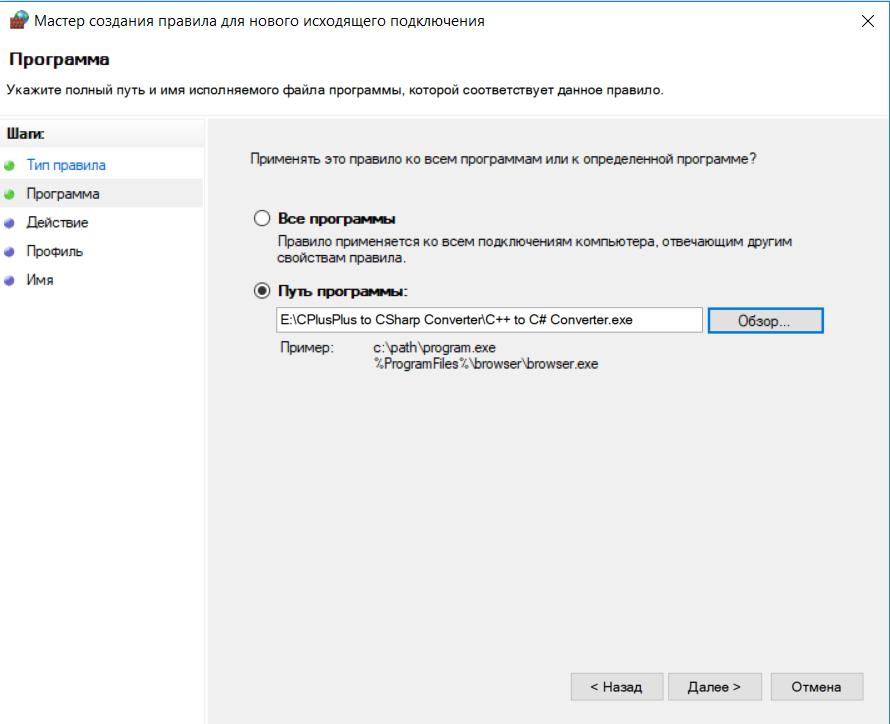 Мастер создания правила для нового исходящего подключения
Программа
Укажите полный путь и имя исполняемого файла программы, которой соответствует данное правило.
Шаги:
Тип правила
Программа
Действие
Профиль
Имя
Применять это правило ко всем программам или к определенной программе?
Все программы
Правило применяется ко всем подключениям компьютера, отвечающим другим
свойствам правила.
Путь программы:
E:\CPlusPlus to CSharp Converter\C++ to C# Converter.exe
Обзор...
Пример: c:\path\program.exe
%ProgramFiles%\browser\browser.exe
< Назад Далее > Отмена